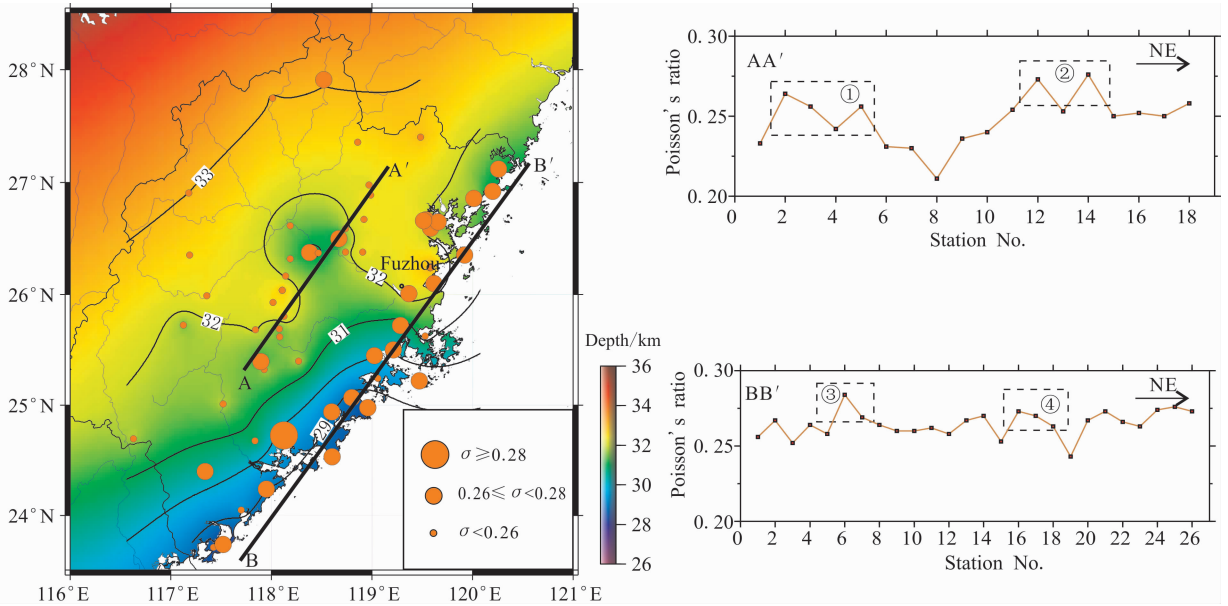 28°N
27°N
26°N
25°N
24°N
116°E
117°E
118°E
119°E
120°E
121°E
33
32
32
31
29
A
A′
B
B′
Fuzhou
σ≥0.28
0.26≤ σ<0.28
σ<0.26
Depth/km
36
34
32
30
28
26
AA′
①
②
NE
Poisson's ratio
0.30
0.25
0.20
0 2 4 6 8 10 12 14 16 18
Station No.
BB′
③
④
NE
Poisson's ratio
0.30
0.25
0.20
0 2 4 6 8 10 12 14 16 18 20 22 24 26
Station No.